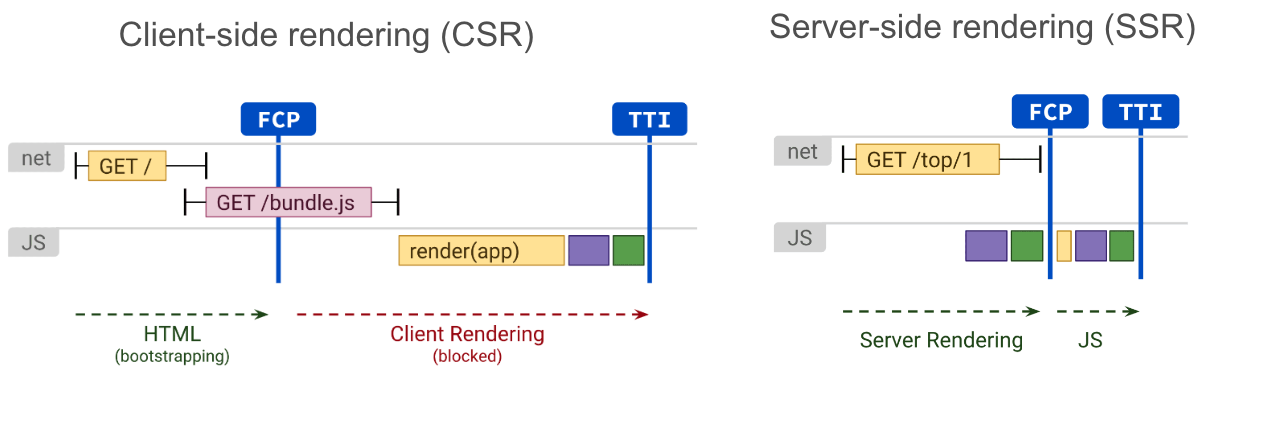 Client-side rendering (CSR)
FCP
TTI
net
GET /
GET /bundle.js
JS
render(app)
HTML
(bootstrapping)
Client Rendering
(blocked)
Server-side rendering (SSR)
FCP
TTI
net
GET /top/1
JS
Server Rendering
JS